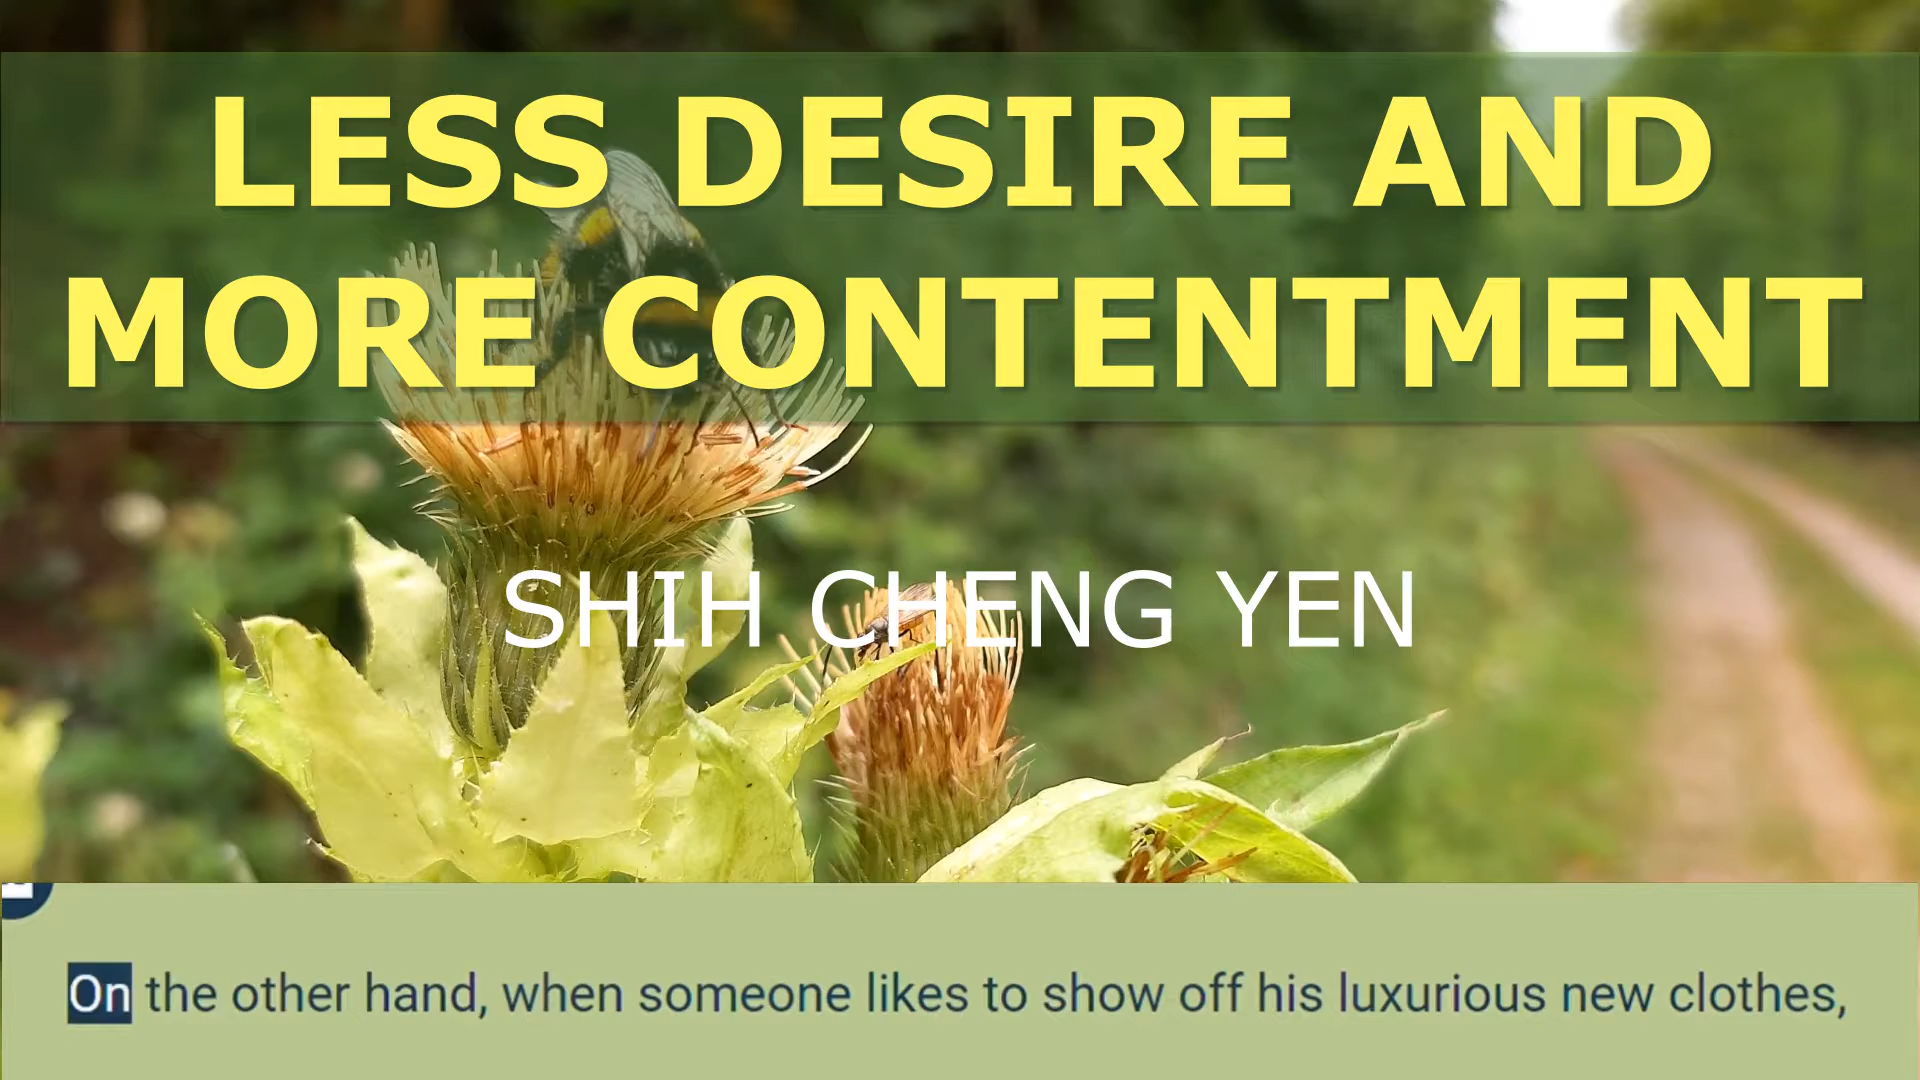 LESS DESIRE AND
MORE CONTENTMENT
SHIH CHENG YEN
On the other hand, when someone likes to show off his luxurious new clothes,